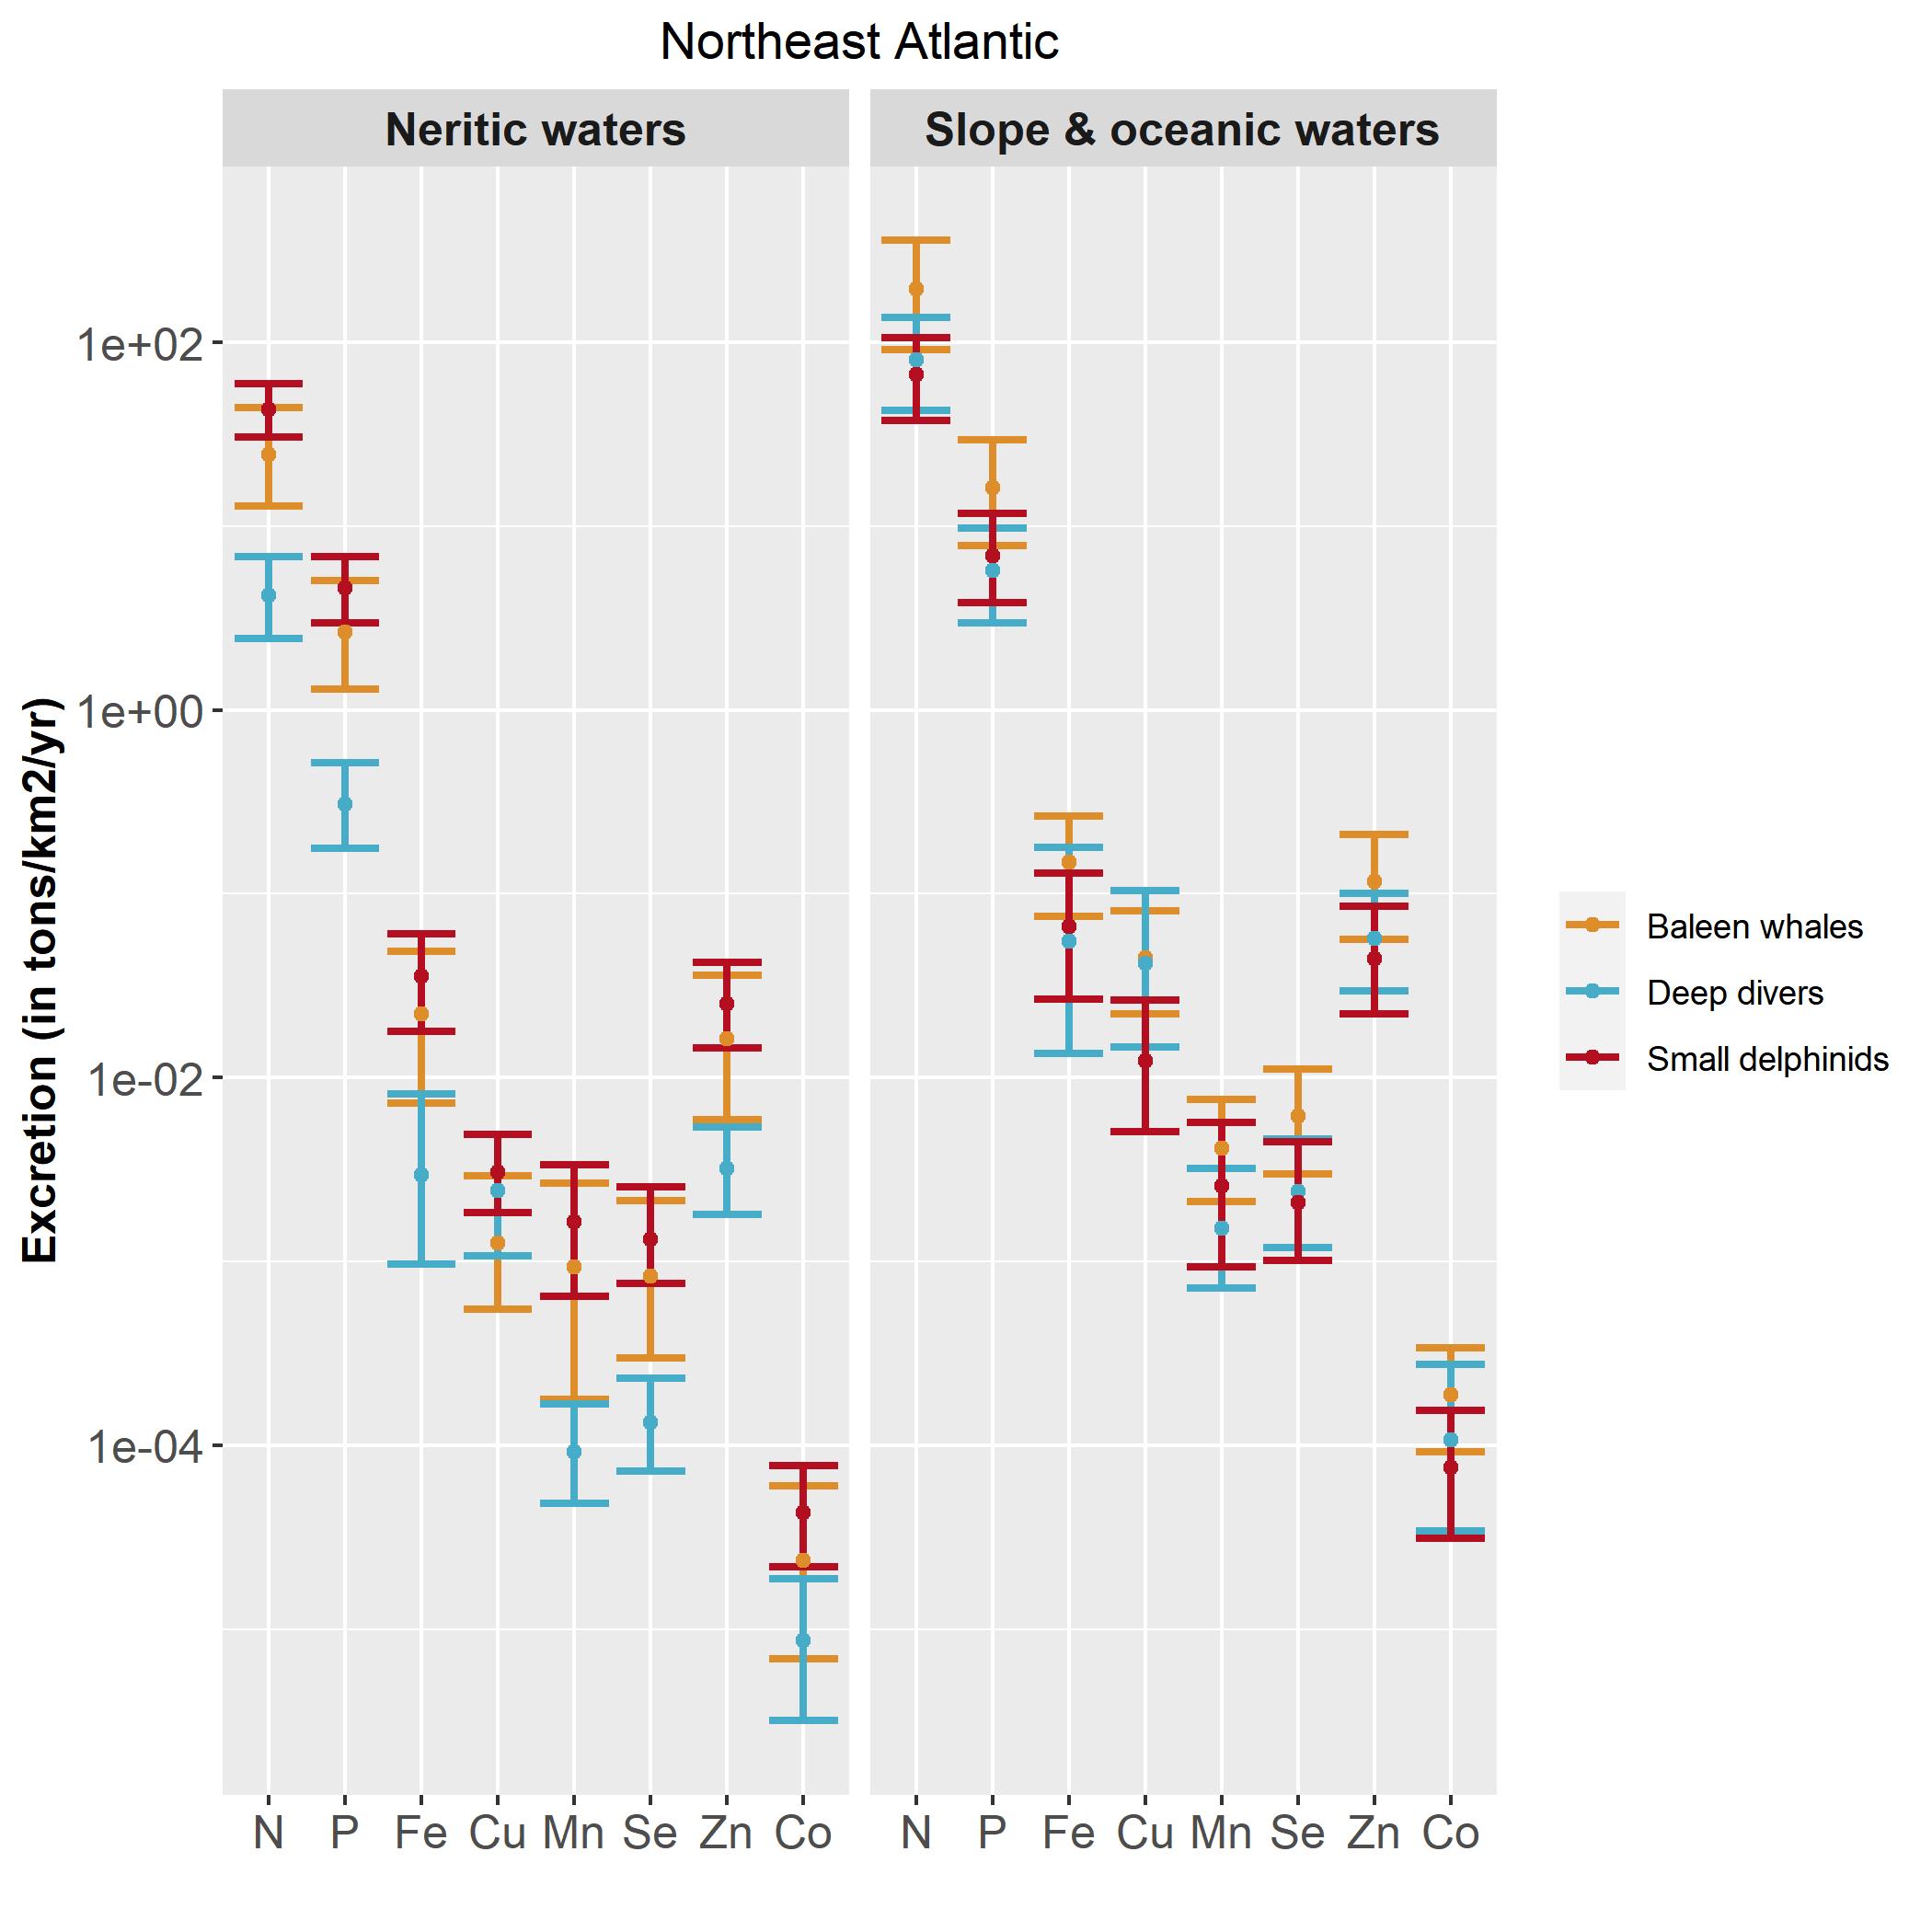 Northeast Atlantic
Neritic waters
Slope & oceanic waters
Excretion (in tons/km2/yr)
1e+02
1e+00
1e-02
1e-04
N P Fe Cu Mn Se Zn Co
N P Fe Cu Mn Se Zn Co
Baleen whales
Deep divers
Small delphinids